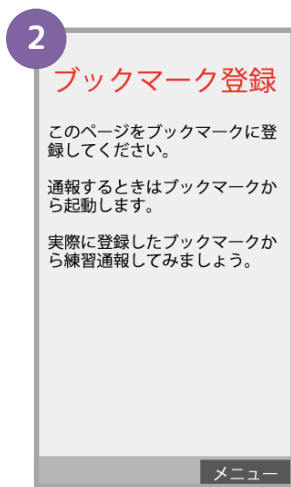 2
ブックマーク登録
このページをブックマークに登
録してください。
通報するときはブックマークか
ら起動します。
実際に登録したブックマークか
ら練習通報してみましょう。
メニュー